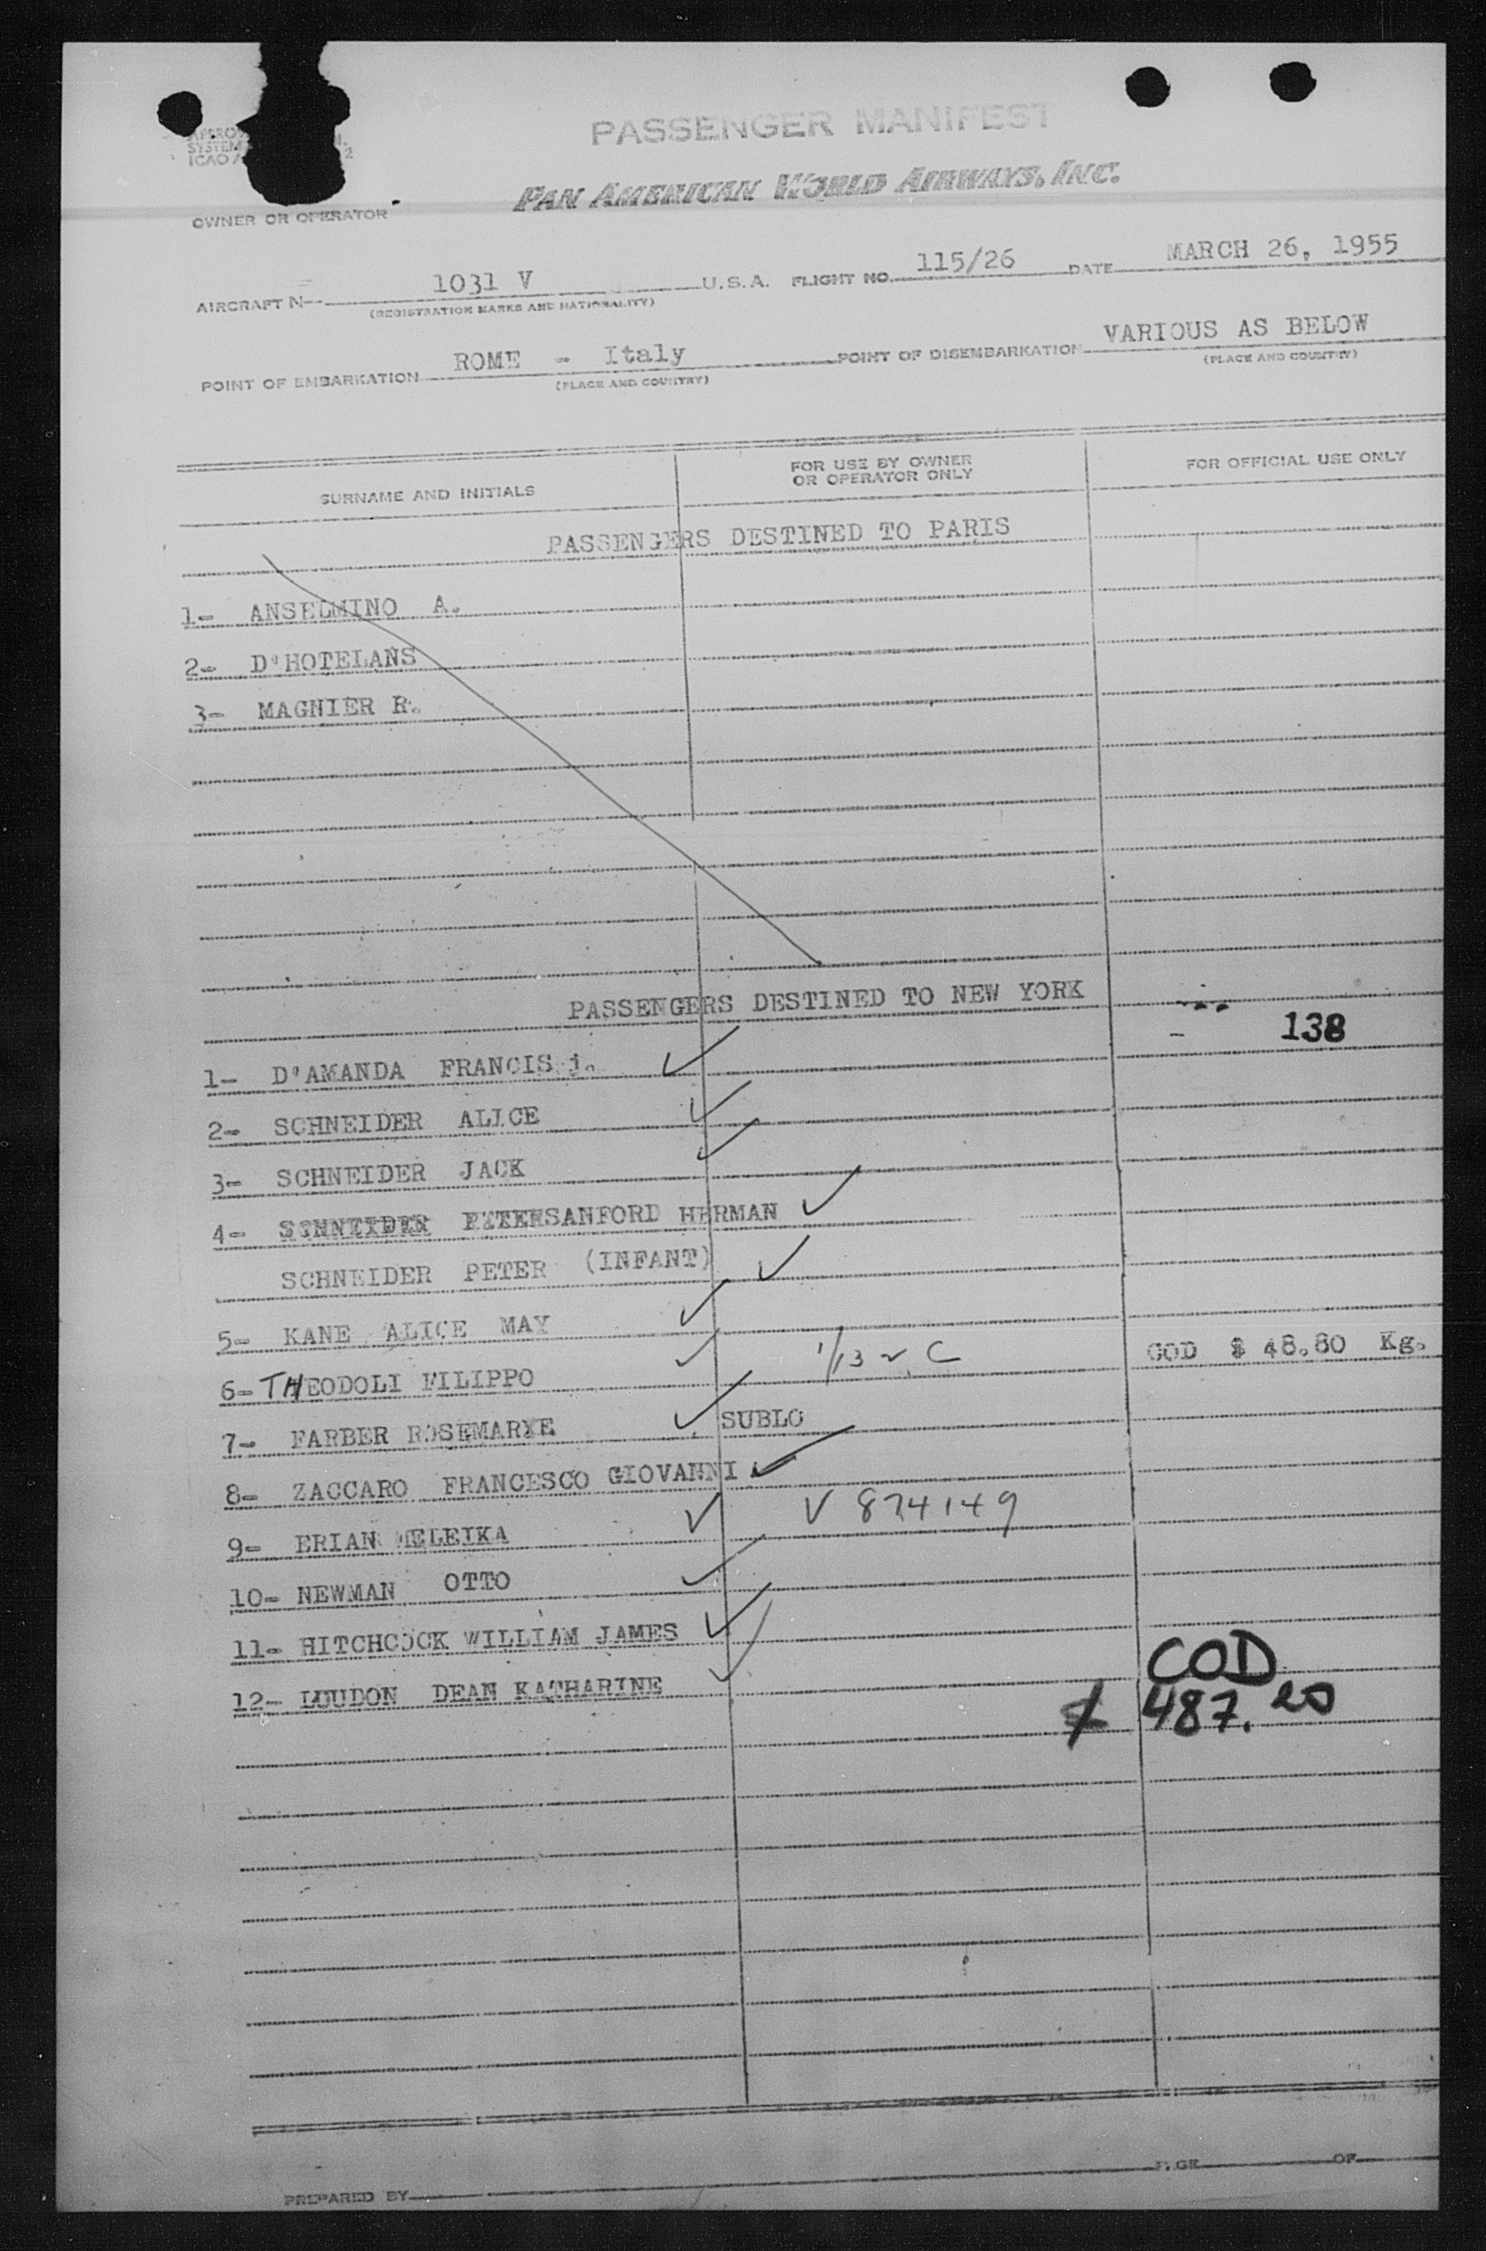 PASSENGER MANIFEST
PAN AMERICAN WORLD AIRWAYS, INC.
SYSTEM
ICAO
2
OWNER OR OPERATOR
AIRCRAFT N- 1031 V U.S.A. FLIGHT NO. 115/26 DATE MARCH 26, 1955
(REGISTRATION MARKS AND NATIONALITY)
POINT OF EMBARKATION ROME - Italy POINT OF DISEMBARKATION VARIOUS AS BELOW
(PLACE AND COUNTRY) (PLACE AND COUNTRY)
SURNAME AND INITIALS FOR USE BY OWNER OR OPERATOR ONLY FOR OFFICIAL USE ONLY
PASSENGERS DESTINED TO PARIS
1- ANSELMINO A.
2- D'HOTELANS
3- MAGNIER R.
PASSENGERS DESTINED TO NEW YORK
138
1- D'AMANDA FRANCIS j.
2- SCHNEIDER ALICE
3- SCHNEIDER JACK
4- SCHNEIDER PETER SANFORD HERMAN
SCHNEIDER PETER (INFANT)
5- KANE ALICE MAY
6- THEODOLI FILIPPO COD $ 48.80 Kg.
7- FARBER ROSEMARYE SUBLO
8- ZACCARO FRANCESCO GIOVANNI
9- ERIAN MELEIKA V 874149
10- NEWMAN OTTO
11- HITCHCOCK WILLIAM JAMES
12- LOUDON DEAN KATHARINE
COD
$ 487.20
PREPARED BY PAGE OF